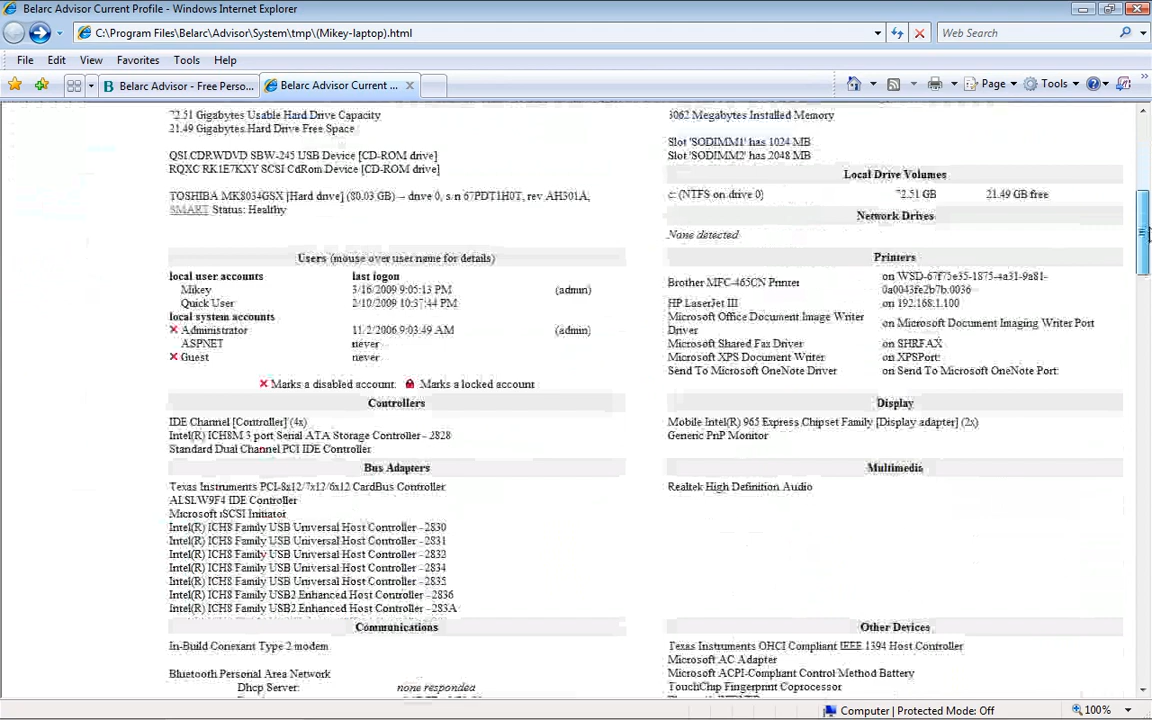 Belarc Advisor Current Profile - Windows Internet Explorer
C:\Program Files\Belarc\Advisor\System\tmp\(Mikey-laptop).html
Web Search
File Edit View Favorites Tools Help
Belarc Advisor - Free Perso...
Belarc Advisor Current ...
Page
Tools
72.51 Gigabytes Usable Hard Drive Capacity
21.49 Gigabytes Hard Drive Free Space
QSI CDRWDVD SBW-245 USB Device [CD-ROM drive]
RQXC RK1E7KXY SCSI CdRom Device [CD-ROM drive]
TOSHIBA MK8034GSX [Hard drive] (80.03 GB) -- drive 0, s/n 67PDT1H0T, rev AH301A,
SMART Status: Healthy
Users (mouse over user name for details)
local user accounts last logon
Mikey 3/16/2009 9:05:13 PM (admin)
Quick User 2/10/2009 10:37:44 PM
local system accounts
Administrator 11/2/2006 9:03:49 AM (admin)
ASPNET never
Guest never
Marks a disabled account; Marks a locked account
Controllers
IDE Channel [Controller] (4x)
Intel(R) ICH8M 3 port Serial ATA Storage Controller - 2828
Standard Dual Channel PCI IDE Controller
Bus Adapters
Texas Instruments PCI-8x12/7x12/6x12 CardBus Controller
ALSLW9F4 IDE Controller
Microsoft iSCSI Initiator
Intel(R) ICH8 Family USB Universal Host Controller - 2830
Intel(R) ICH8 Family USB Universal Host Controller - 2831
Intel(R) ICH8 Family USB Universal Host Controller - 2832
Intel(R) ICH8 Family USB Universal Host Controller - 2834
Intel(R) ICH8 Family USB Universal Host Controller - 2835
Intel(R) ICH8 Family USB2 Enhanced Host Controller - 2836
Intel(R) ICH8 Family USB2 Enhanced Host Controller - 283A
Communications
In-Build Conexant Type 2 modem
Bluetooth Personal Area Network
Dhcp Server: none responded
3062 Megabytes Installed Memory
Slot 'SODIMM1' has 1024 MB
Slot 'SODIMM2' has 2048 MB
Local Drive Volumes
c: (NTFS on drive 0) 72.51 GB 21.49 GB free
Network Drives
None detected
Printers
Brother MFC-465CN Printer on WSD-67f75e35-1875-4a31-9a81-
0a0043fe2b7b.0036
HP LaserJet III on 192.168.1.100
Microsoft Office Document Image Writer
Driver on Microsoft Document Imaging Writer Port
Microsoft Shared Fax Driver on SHRFAX:
Microsoft XPS Document Writer on XPSPort:
Send To Microsoft OneNote Driver on Send To Microsoft OneNote Port:
Display
Mobile Intel(R) 965 Express Chipset Family [Display adapter] (2x)
Generic PnP Monitor
Multimedia
Realtek High Definition Audio
Other Devices
Texas Instruments OHCI Compliant IEEE 1394 Host Controller
Microsoft AC Adapter
Microsoft ACPI-Compliant Control Method Battery
TouchChip Fingerprint Coprocessor
Computer | Protected Mode: Off
100%